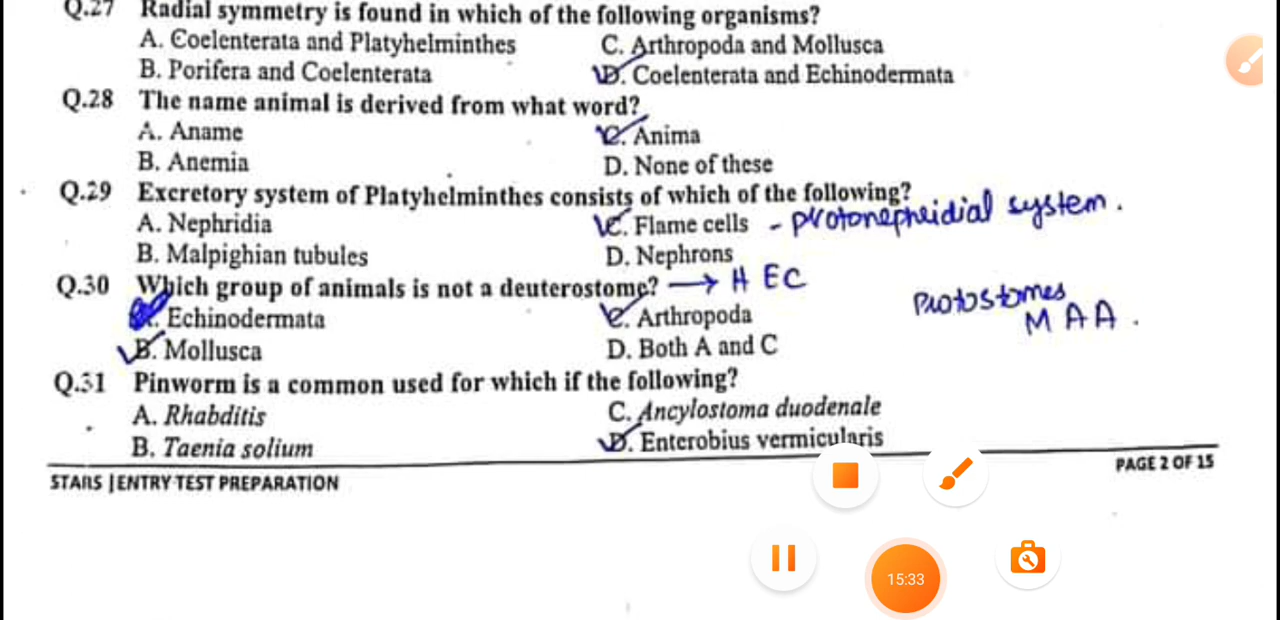 Q.27 Radial symmetry is found in which of the following organisms?
A. Coelenterata and Platyhelminthes C. Arthropoda and Mollusca
B. Porifera and Coelenterata D. Coelenterata and Echinodermata
Q.28 The name animal is derived from what word?
A. Aname C. Anima
B. Anemia D. None of these
Q.29 Excretory system of Platyhelminthes consists of which of the following?
A. Nephridia C. Flame cells - protonephridial system.
B. Malpighian tubules D. Nephrons
Q.30 Which group of animals is not a deuterostome? → H EC
Echinodermata C. Arthropoda Protostomes
B. Mollusca D. Both A and C MAA.
Q.31 Pinworm is a common used for which if the following?
A. Rhabditis C. Ancylostoma duodenale
B. Taenia solium D. Enterobius vermicularis
STARS | ENTRY TEST PREPARATION PAGE 2 OF 15
15:33